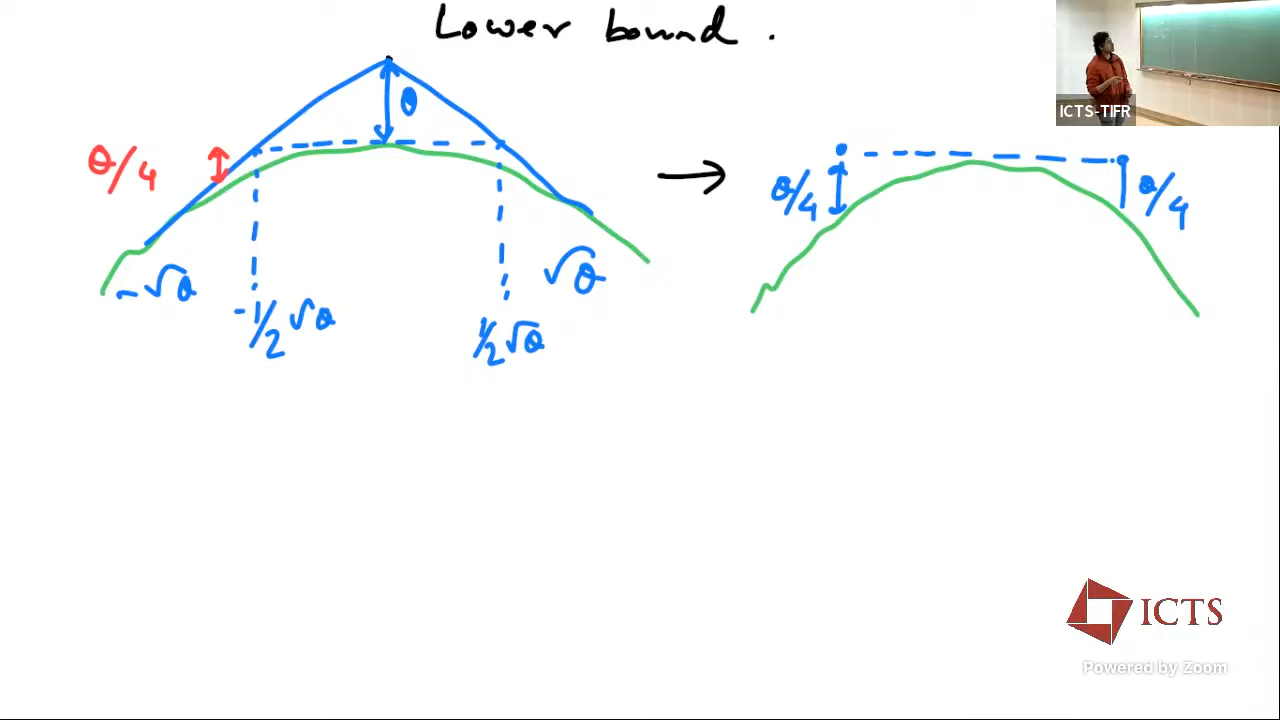 Lower bound .
ICTS-TIFR
θ
θ/4
θ/4
θ/4
-√θ
√θ
-1/2 √θ
1/2 √θ
ICTS
Powered by Zoom